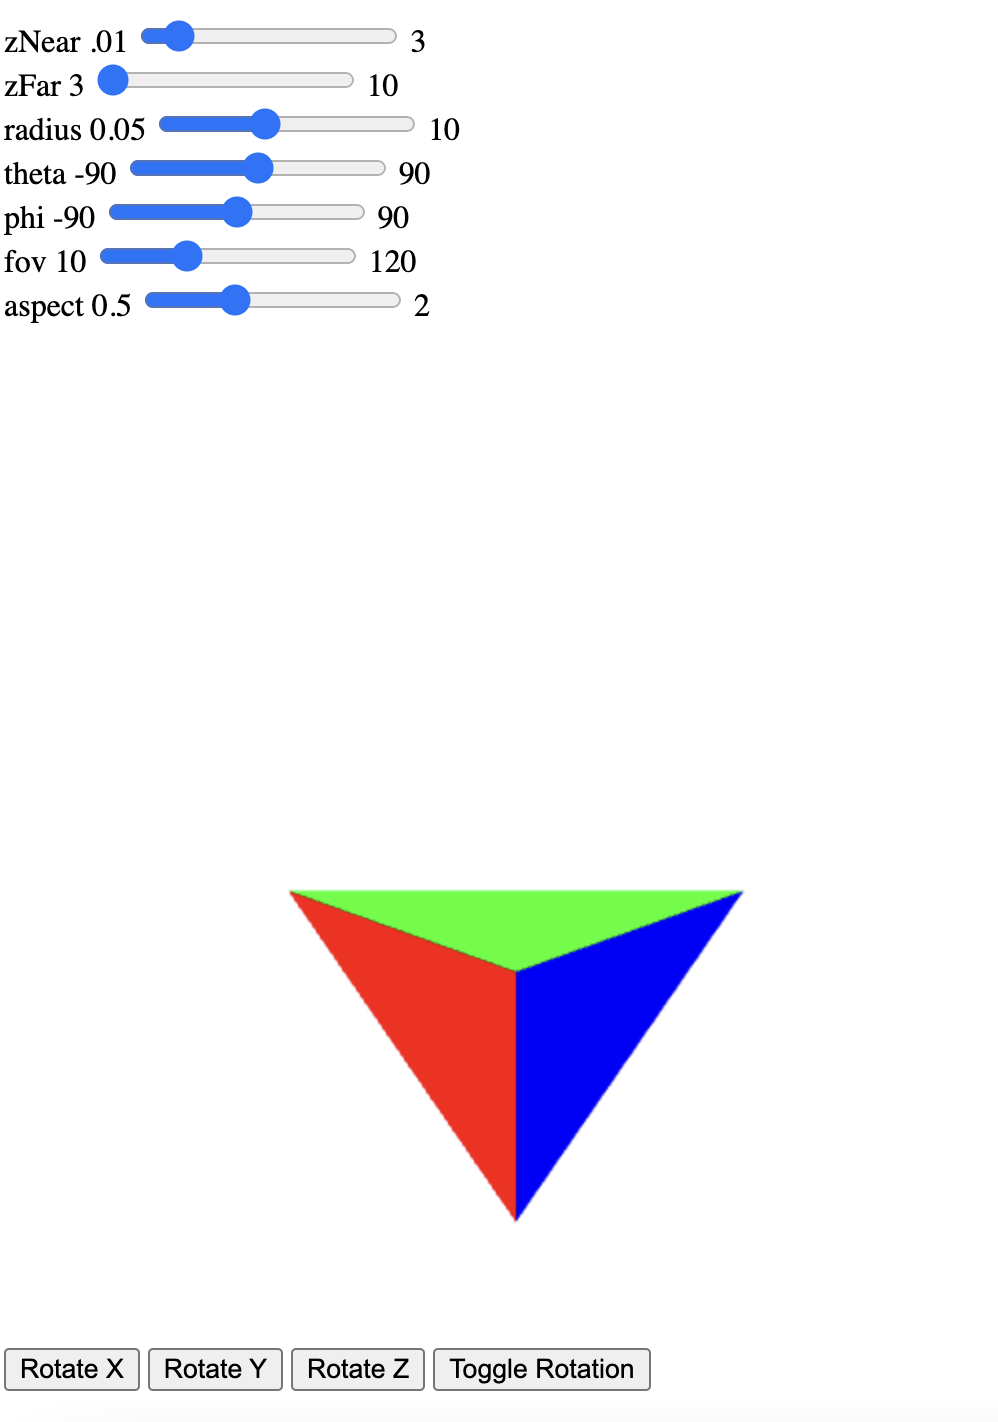 zNear .01 3
zFar 3 10
radius 0.05 10
theta -90 90
phi -90 90
fov 10 120
aspect 0.5 2
Rotate X Rotate Y Rotate Z Toggle Rotation